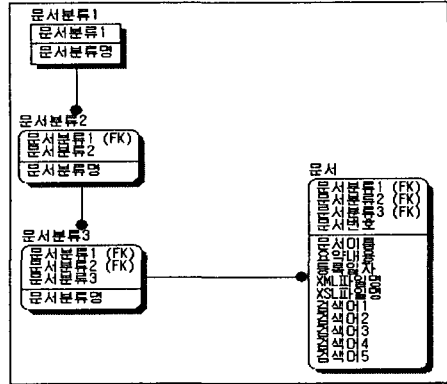 문서분류1
문서분류1
문서분류명
문서분류2
문서분류1 (FK)
문서분류2
문서분류명
문서분류3
문서분류1 (FK)
문서분류2 (FK)
문서분류3
문서분류명
문서
문서분류1 (FK)
문서분류2 (FK)
문서분류3 (FK)
문서번호
문서이름
요약내용
등록일자
XML파일명
XSL파일명
검색어1
검색어2
검색어3
검색어4
검색어5